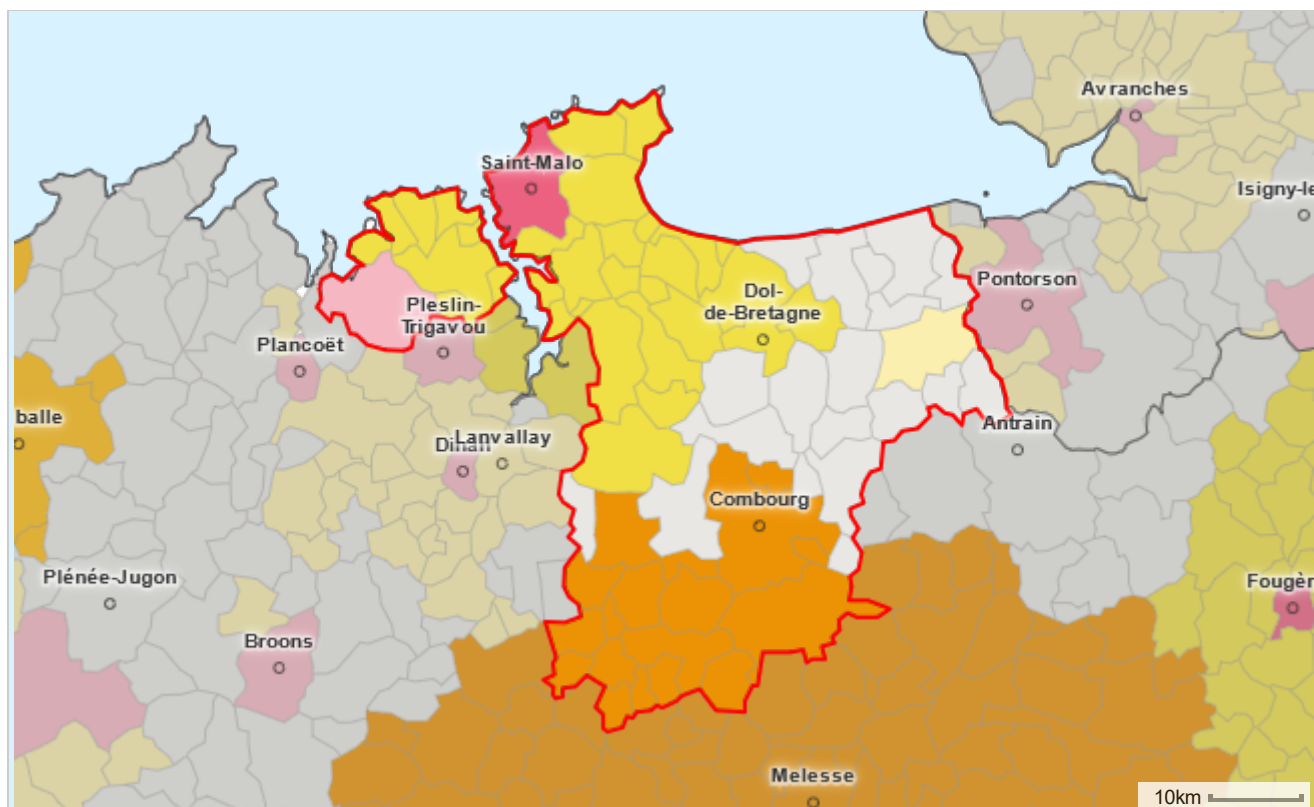 Avranches
Saint-Malo
Isigny-le
Pontorson
Dol-
de-Bretagne
Pleslin-
Trigavou
Plancoët
balle
Antrain
Lanvallay
Dinan
Combourg
Plénée-Jugon
Fougèr
Broons
Melesse
10km